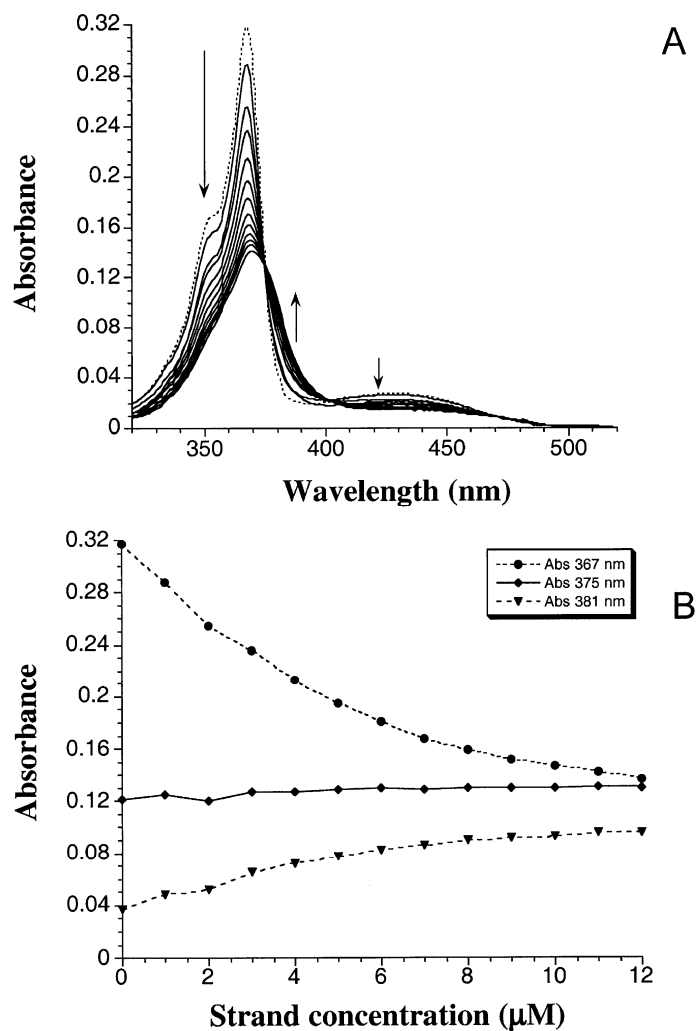 A
Absorbance
0.32
0.28
0.24
0.2
0.16
0.12
0.08
0.04
0
350 400 450 500
Wavelength (nm)
B
Absorbance
0.32
0.28
0.24
0.2
0.16
0.12
0.08
0.04
0
Abs 367 nm
Abs 375 nm
Abs 381 nm
0 2 4 6 8 10 12
Strand concentration (μM)